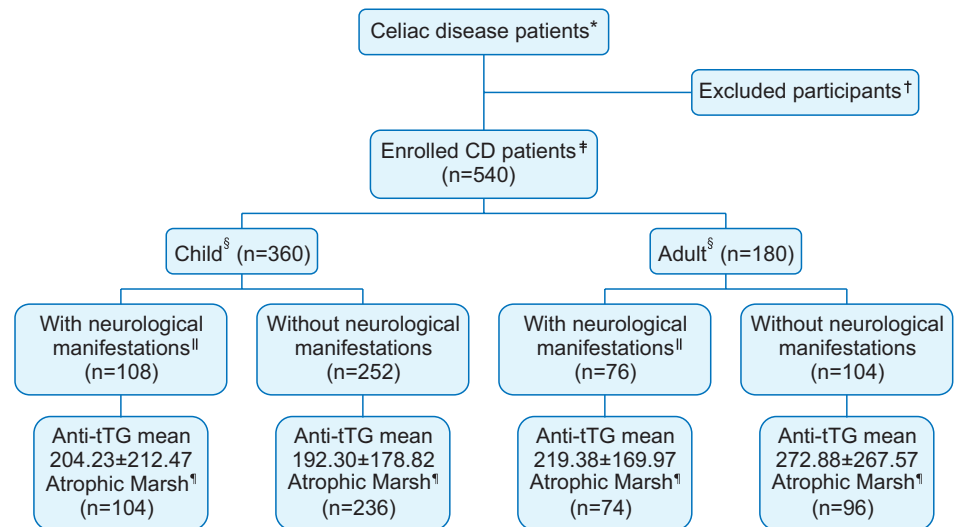 Celiac disease patients*
Excluded participants†
Enrolled CD patients‡
(n=540)
Child§ (n=360)
Adult§ (n=180)
With neurological
manifestations‖
(n=108)
Without neurological
manifestations
(n=252)
With neurological
manifestations‖
(n=76)
Without neurological
manifestations
(n=104)
Anti-tTG mean
204.23±212.47
Atrophic Marsh¶
(n=104)
Anti-tTG mean
192.30±178.82
Atrophic Marsh¶
(n=236)
Anti-tTG mean
219.38±169.97
Atrophic Marsh¶
(n=74)
Anti-tTG mean
272.88±267.57
Atrophic Marsh¶
(n=96)